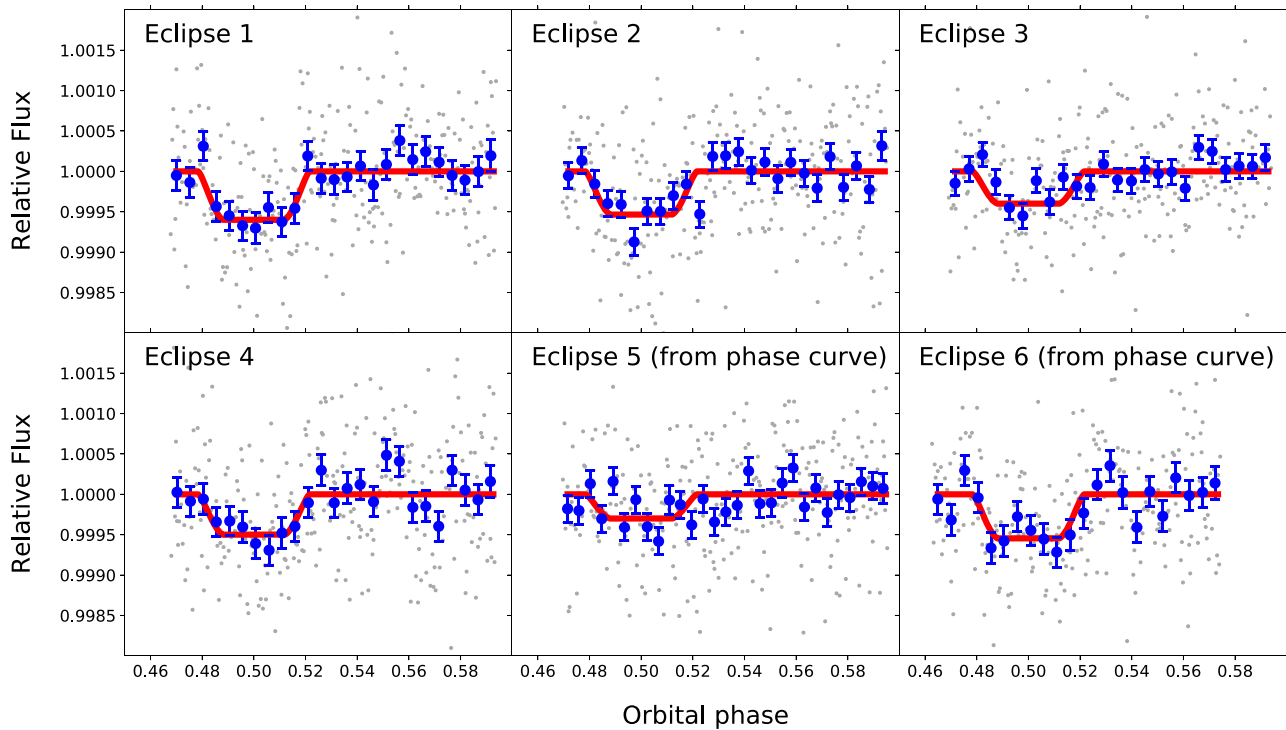 Eclipse 1
Eclipse 2
Eclipse 3
Relative Flux
1.0015
1.0010
1.0005
1.0000
0.9995
0.9990
0.9985
Eclipse 4
Eclipse 5 (from phase curve)
Eclipse 6 (from phase curve)
Relative Flux
1.0015
1.0010
1.0005
1.0000
0.9995
0.9990
0.9985
0.46 0.48 0.50 0.52 0.54 0.56 0.58
0.46 0.48 0.50 0.52 0.54 0.56 0.58
0.46 0.48 0.50 0.52 0.54 0.56 0.58
Orbital phase